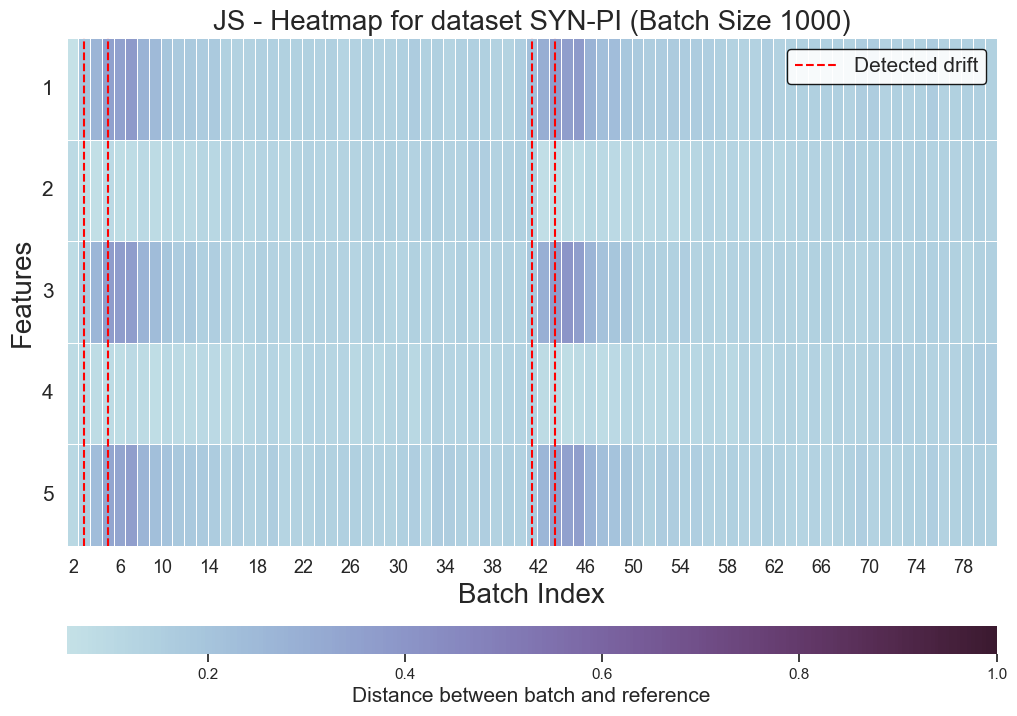 JS - Heatmap for dataset SYN-PI (Batch Size 1000)
Detected drift
Features
1
2
3
4
5
2 6 10 14 18 22 26 30 34 38 42 46 50 54 58 62 66 70 74 78
Batch Index
0.2 0.4 0.6 0.8 1.0
Distance between batch and reference